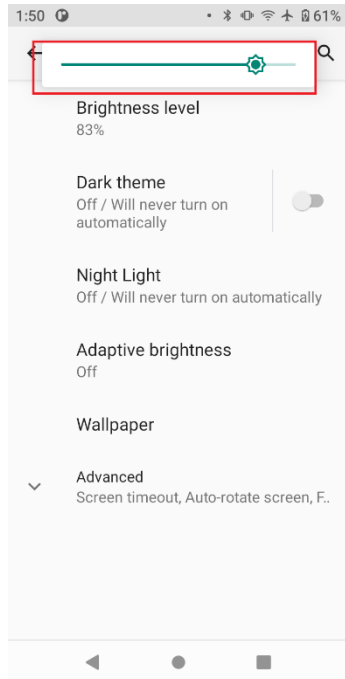 1:50 61%
Brightness level
83%
Dark theme
Off / Will never turn on
automatically
Night Light
Off / Will never turn on automatically
Adaptive brightness
Off
Wallpaper
Advanced
Screen timeout, Auto-rotate screen, F..